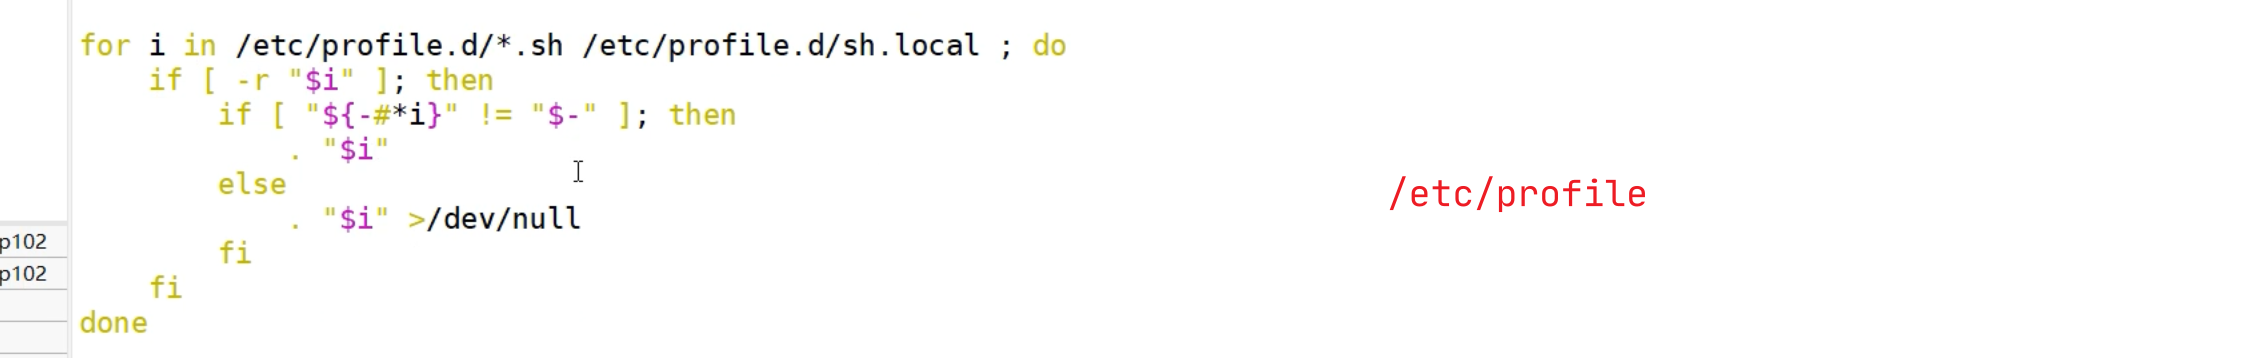 for i in /etc/profile.d/*.sh /etc/profile.d/sh.local ; do
    if [ -r "$i" ]; then
        if [ "${-#*i}" != "$-" ]; then
            . "$i"
        else
            . "$i" >/dev/null
        fi
    fi
done
/etc/profile
p102
p102